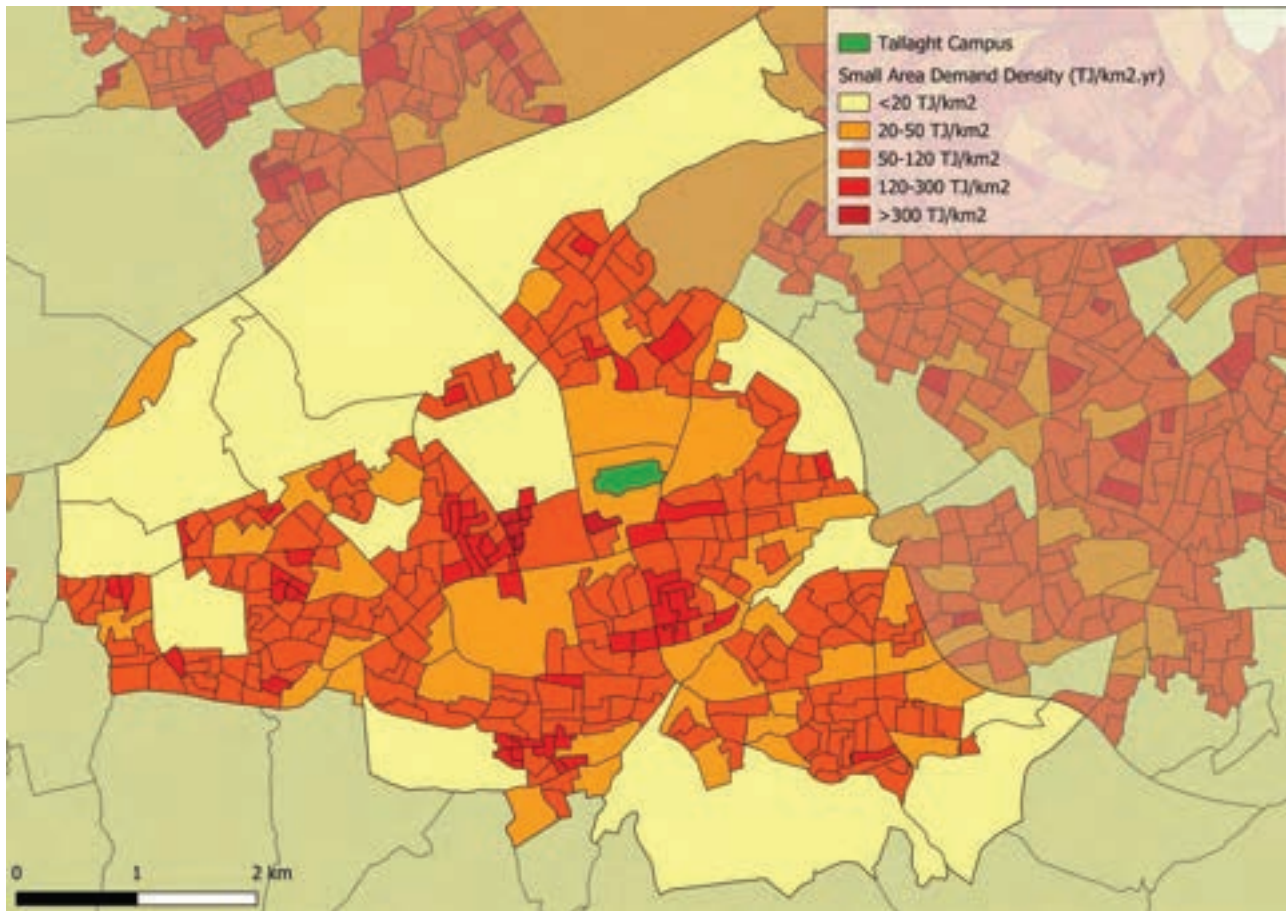 Tallaght Campus
Small Area Demand Density (TJ/km2.yr)
<20 TJ/km2
20-50 TJ/km2
50-120 TJ/km2
120-300 TJ/km2
>300 TJ/km2
0 1 2 km